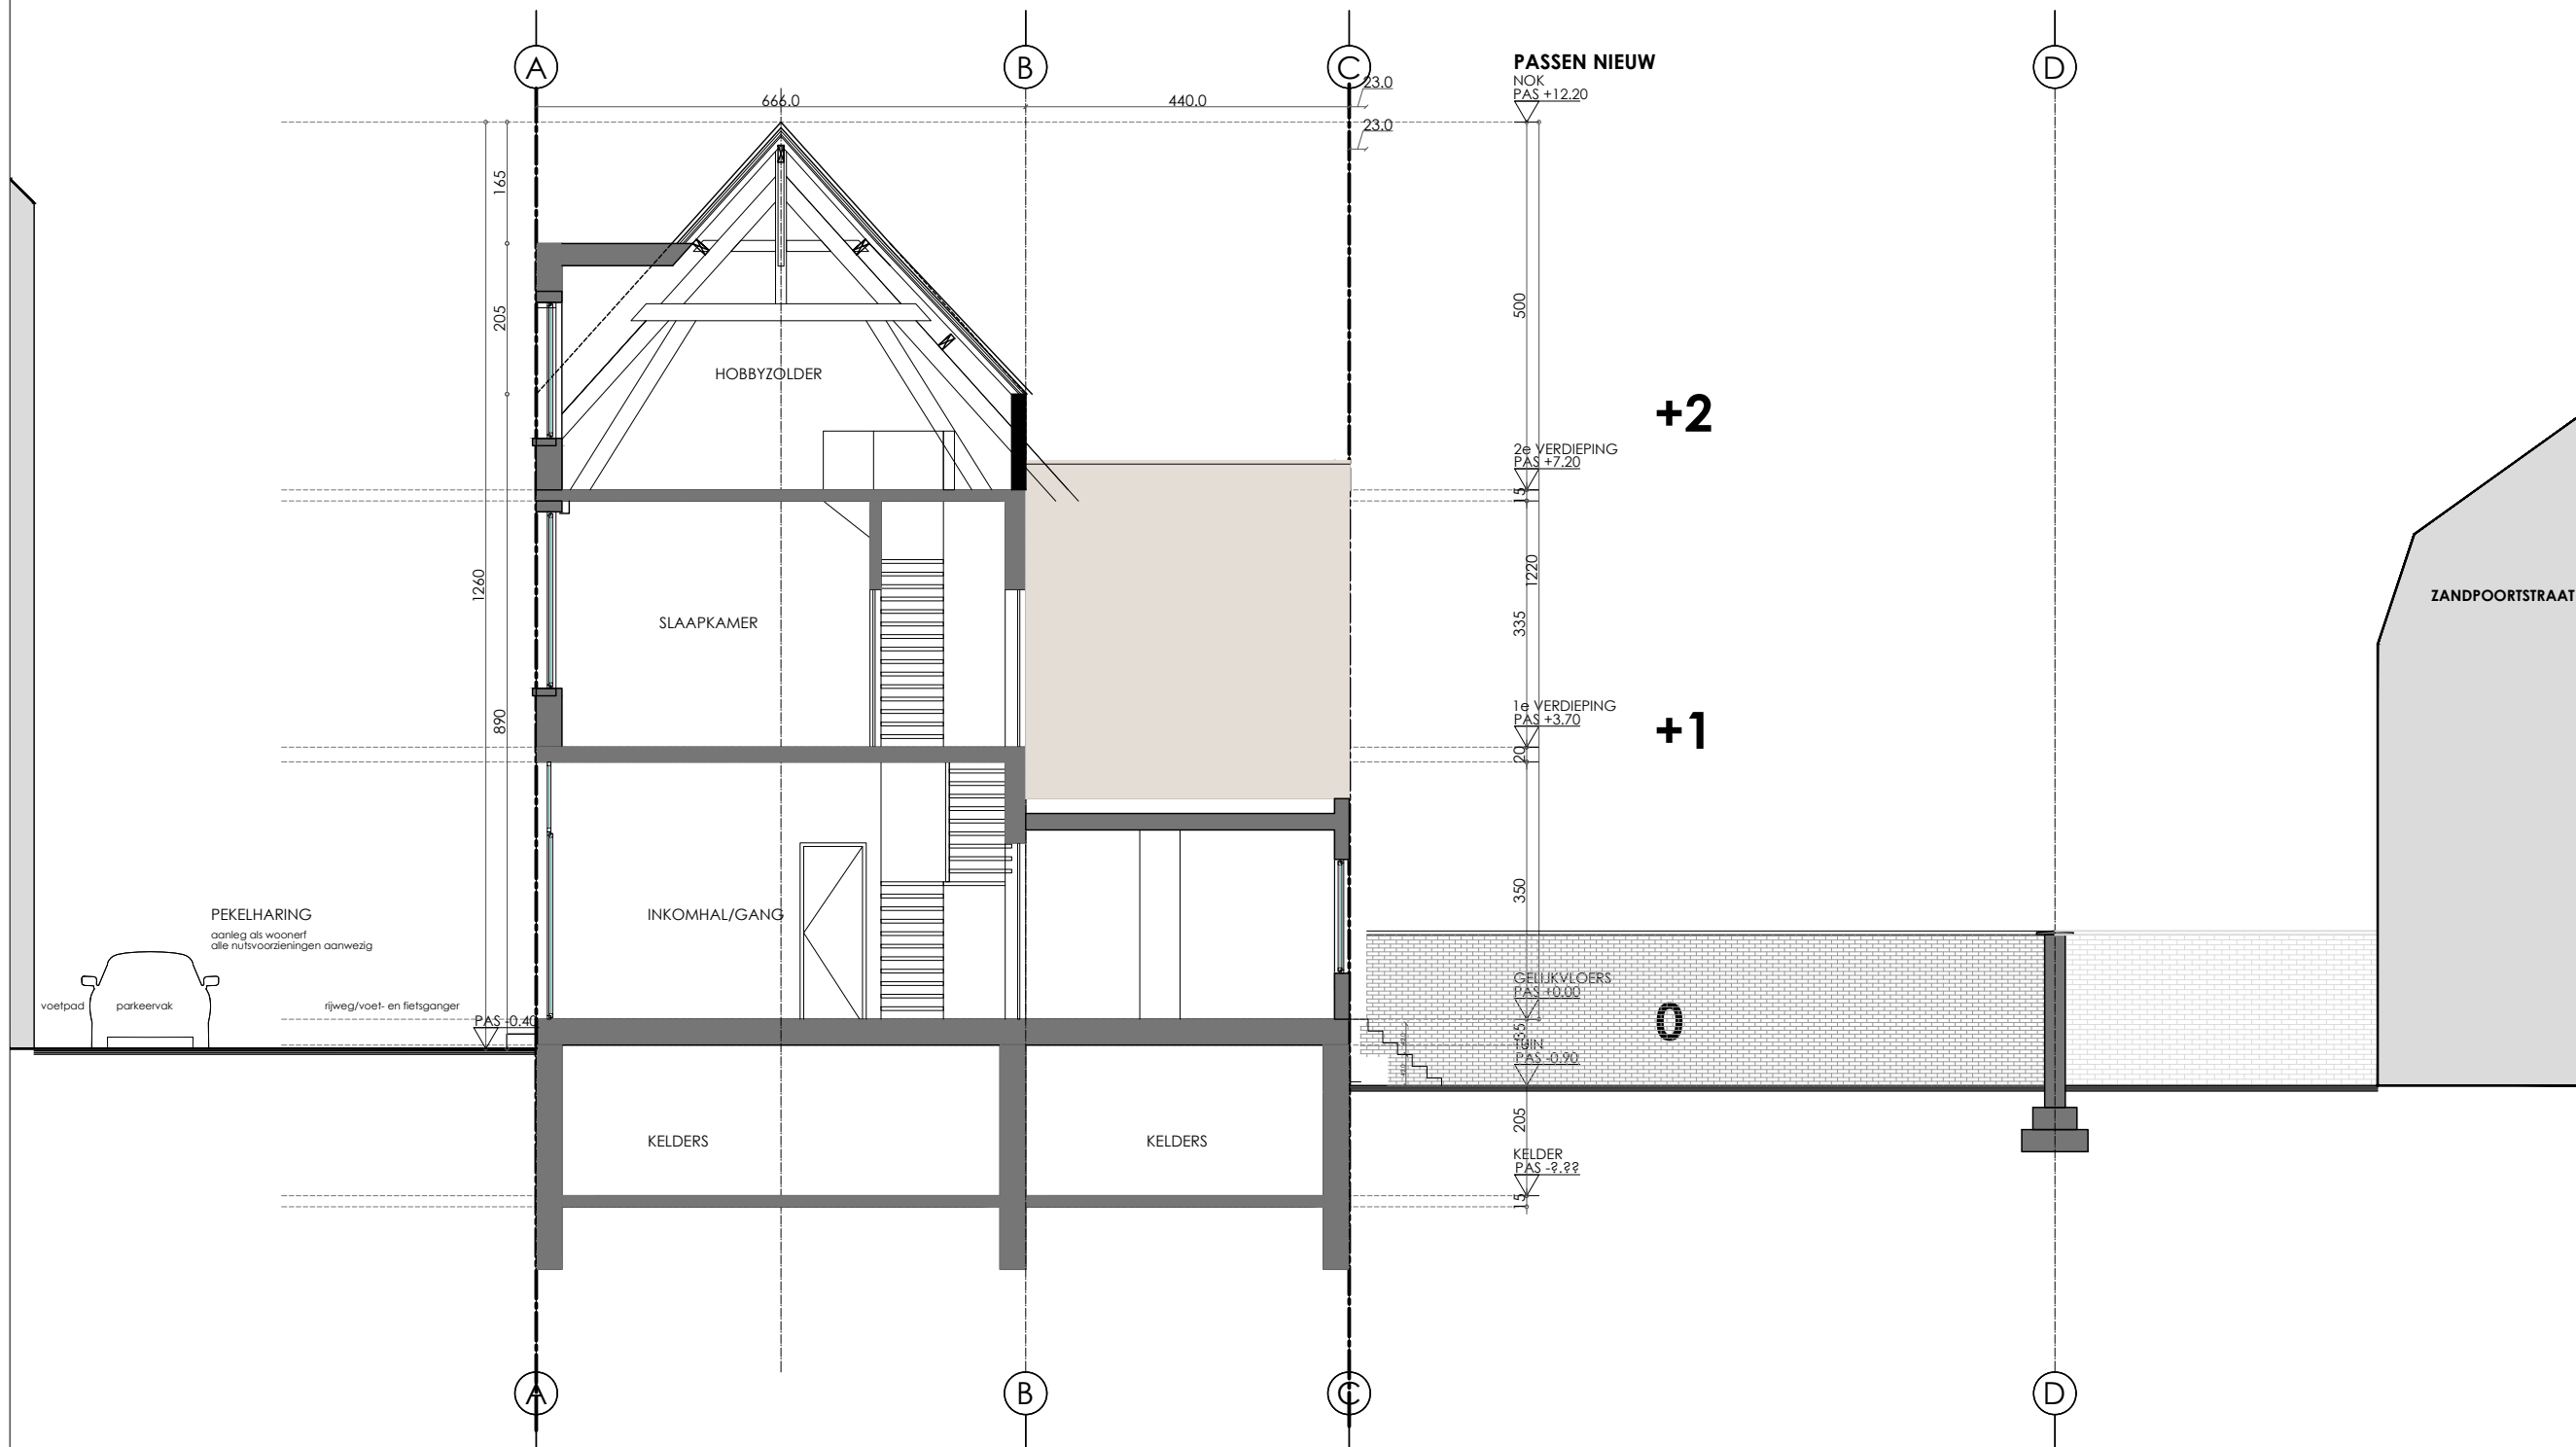 A
B
C
D
666.0
440.0
23.0
23.0
PASSEN NIEUW
NOK
PAS +12.20
165
205
1260
890
500
HOBBYZOLDER
+2
2e VERDIEPING
PAS +7.20
15
1220
335
SLAAPKAMER
ZANDPOORTSTRAAT
1e VERDIEPING
PAS +3.70
+1
20
350
PEKELHARING
aanleg als woonerf
alle nutsvoorzieningen aanwezig
INKOMHAL/GANG
voetpad
parkeervak
rijweg/voet- en fietsganger
PAS -0.40
GELIJKVLOERS
PAS +0.00
0
35
TUIN
PAS -0.90
205
KELDERS
KELDERS
KELDER
PAS -?.??
15
A
B
C
D